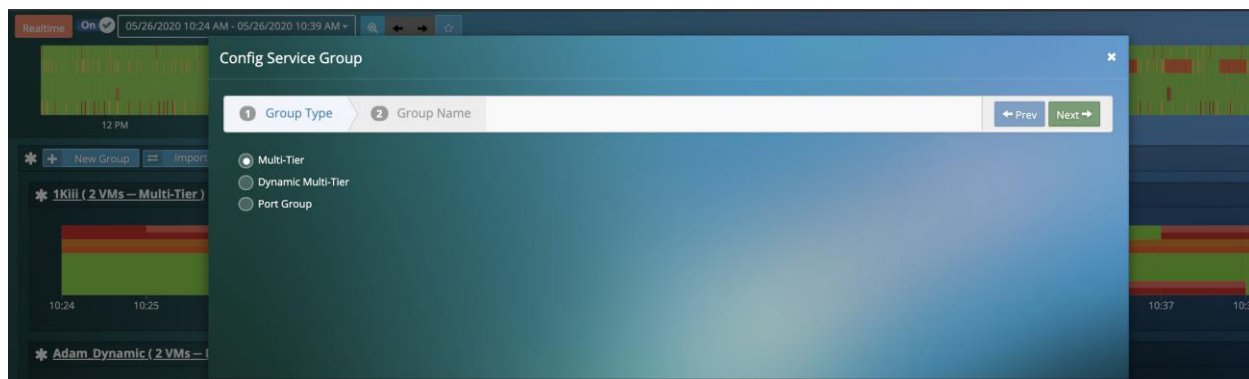 Realtime On 05/26/2020 10:24 AM - 05/26/2020 10:39 AM
Config Service Group
1 Group Type 2 Group Name Prev Next
12 PM
New Group Import
Multi-Tier
Dynamic Multi-Tier
Port Group
1Kiii ( 2 VMs — Multi-Tier )
10:24 10:25 10:37
Adam_Dynamic ( 2 VMs —